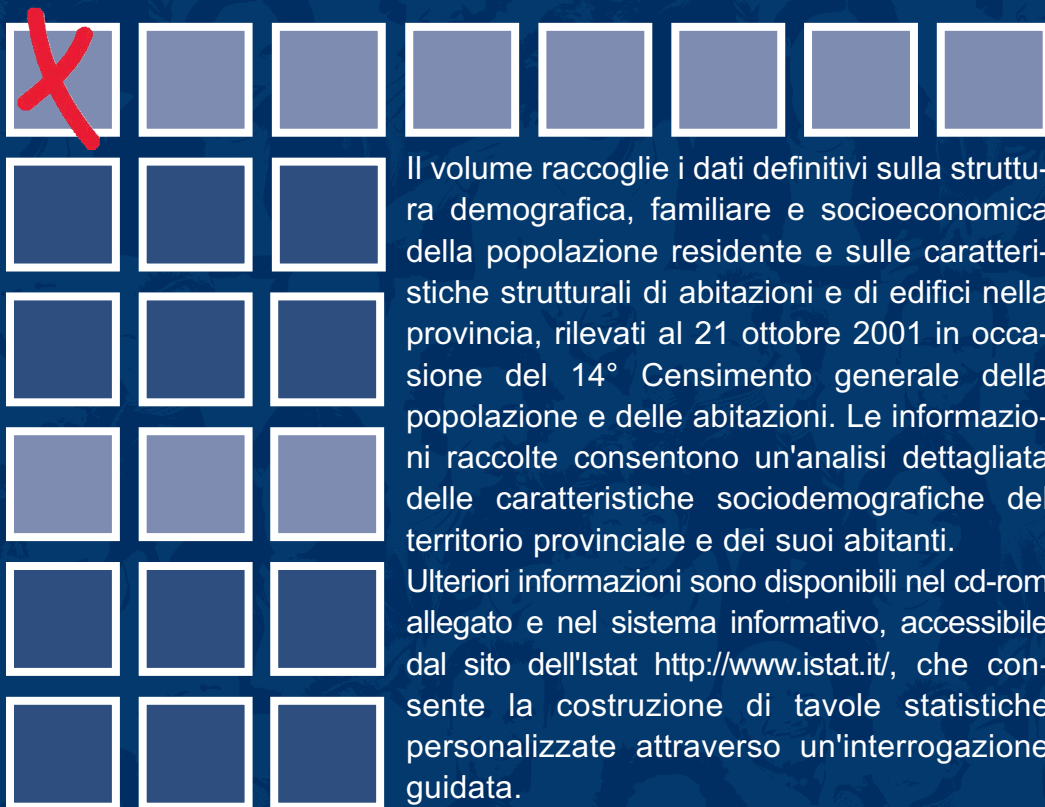 Il volume raccoglie i dati definitivi sulla struttu-
ra demografica, familiare e socioeconomica
della popolazione residente e sulle caratteri-
stiche strutturali di abitazioni e di edifici nella
provincia, rilevati al 21 ottobre 2001 in occa-
sione del 14° Censimento generale della
popolazione e delle abitazioni. Le informazio-
ni raccolte consentono un'analisi dettagliata
delle caratteristiche sociodemografiche del
territorio provinciale e dei suoi abitanti.
Ulteriori informazioni sono disponibili nel cd-rom
allegato e nel sistema informativo, accessibile
dal sito dell'Istat http://www.istat.it/, che con-
sente la costruzione di tavole statistiche
personalizzate attraverso un'interrogazione
guidata.